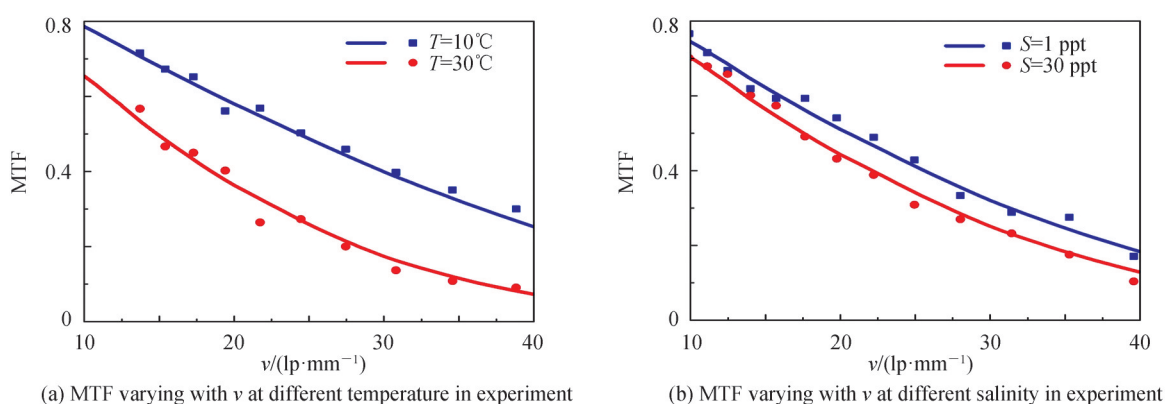 0.8
0.4
0
MTF
T=10℃
T=30℃
10 20 30 40
ν/(lp·mm⁻¹)
(a) MTF varying with ν at different temperature in experiment
0.8
0.4
0
MTF
S=1 ppt
S=30 ppt
10 20 30 40
ν/(lp·mm⁻¹)
(b) MTF varying with ν at different salinity in experiment